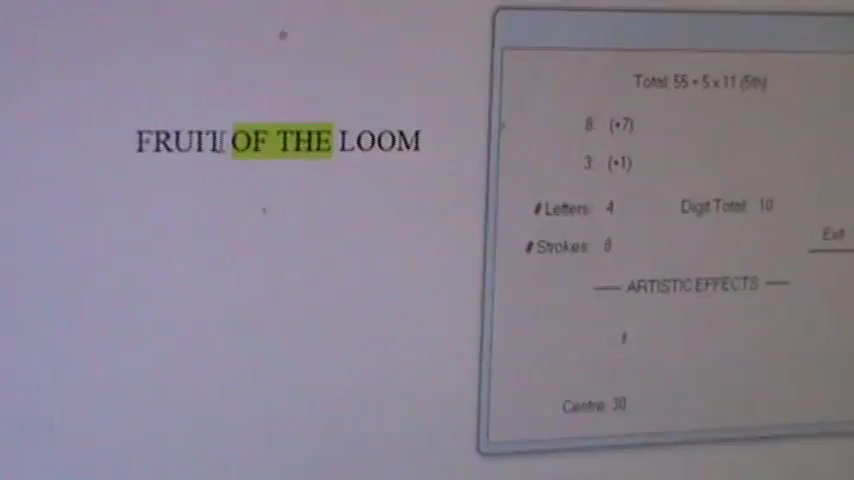 FRUIT OF THE LOOM
Total: 55 = 5 x 11 (5th)
8 (+7)
3 (+1)
# Letters: 4 Digit Total: 10
# Strokes: 8
Exit
ARTISTIC EFFECTS
Centre: 30